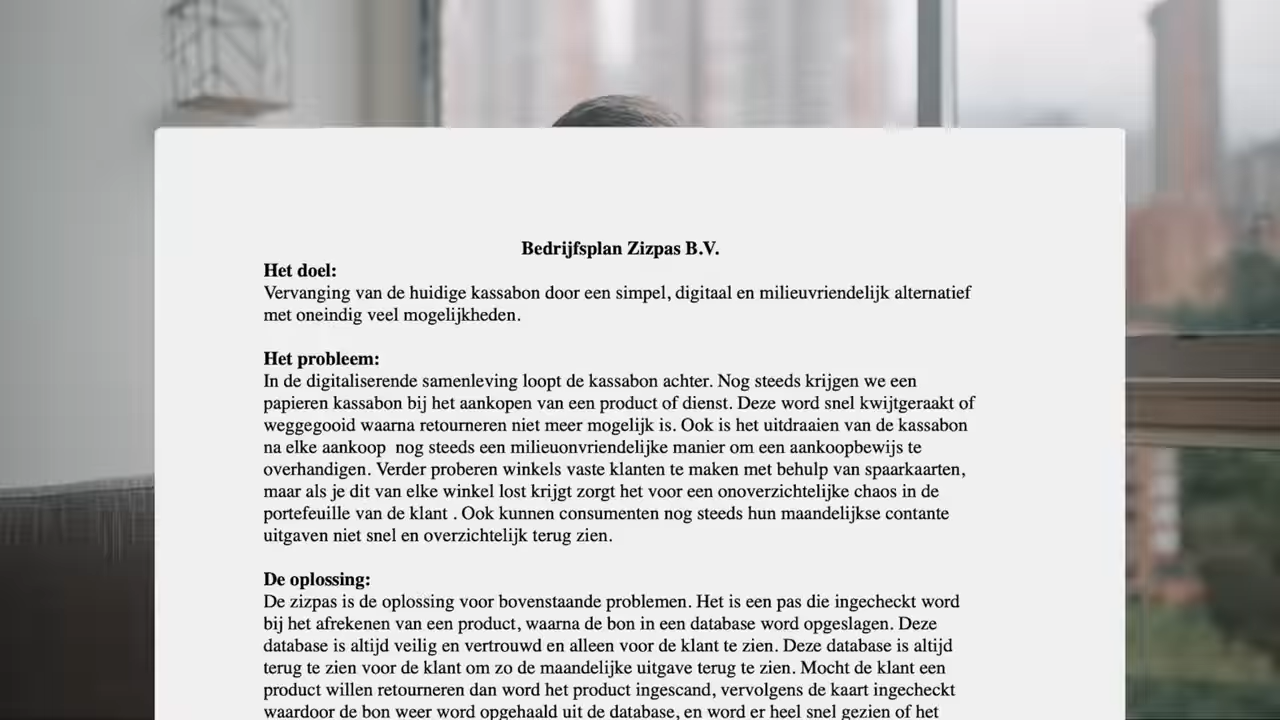 Bedrijfsplan Zizpas B.V.
Het doel:
Vervanging van de huidige kassabon door een simpel, digitaal en milieuvriendelijk alternatief
met oneindig veel mogelijkheden.
Het probleem:
In de digitaliserende samenleving loopt de kassabon achter. Nog steeds krijgen we een
papieren kassabon bij het aankopen van een product of dienst. Deze word snel kwijtgeraakt of
weggegooid waarna retourneren niet meer mogelijk is. Ook is het uitdraaien van de kassabon
na elke aankoop  nog steeds een milieuonvriendelijke manier om een aankoopbewijs te
overhandigen. Verder proberen winkels vaste klanten te maken met behulp van spaarkaarten,
maar als je dit van elke winkel lost krijgt zorgt het voor een onoverzichtelijke chaos in de
portefeuille van de klant . Ook kunnen consumenten nog steeds hun maandelijkse contante
uitgaven niet snel en overzichtelijk terug zien.
De oplossing:
De zizpas is de oplossing voor bovenstaande problemen. Het is een pas die ingecheckt word
bij het afrekenen van een product, waarna de bon in een database word opgeslagen. Deze
database is altijd veilig en vertrouwd en alleen voor de klant te zien. Deze database is altijd
terug te zien voor de klant om zo de maandelijke uitgave terug te zien. Mocht de klant een
product willen retourneren dan word het product ingescand, vervolgens de kaart ingecheckt
waardoor de bon weer word opgehaald uit de database, en word er heel snel gezien of het